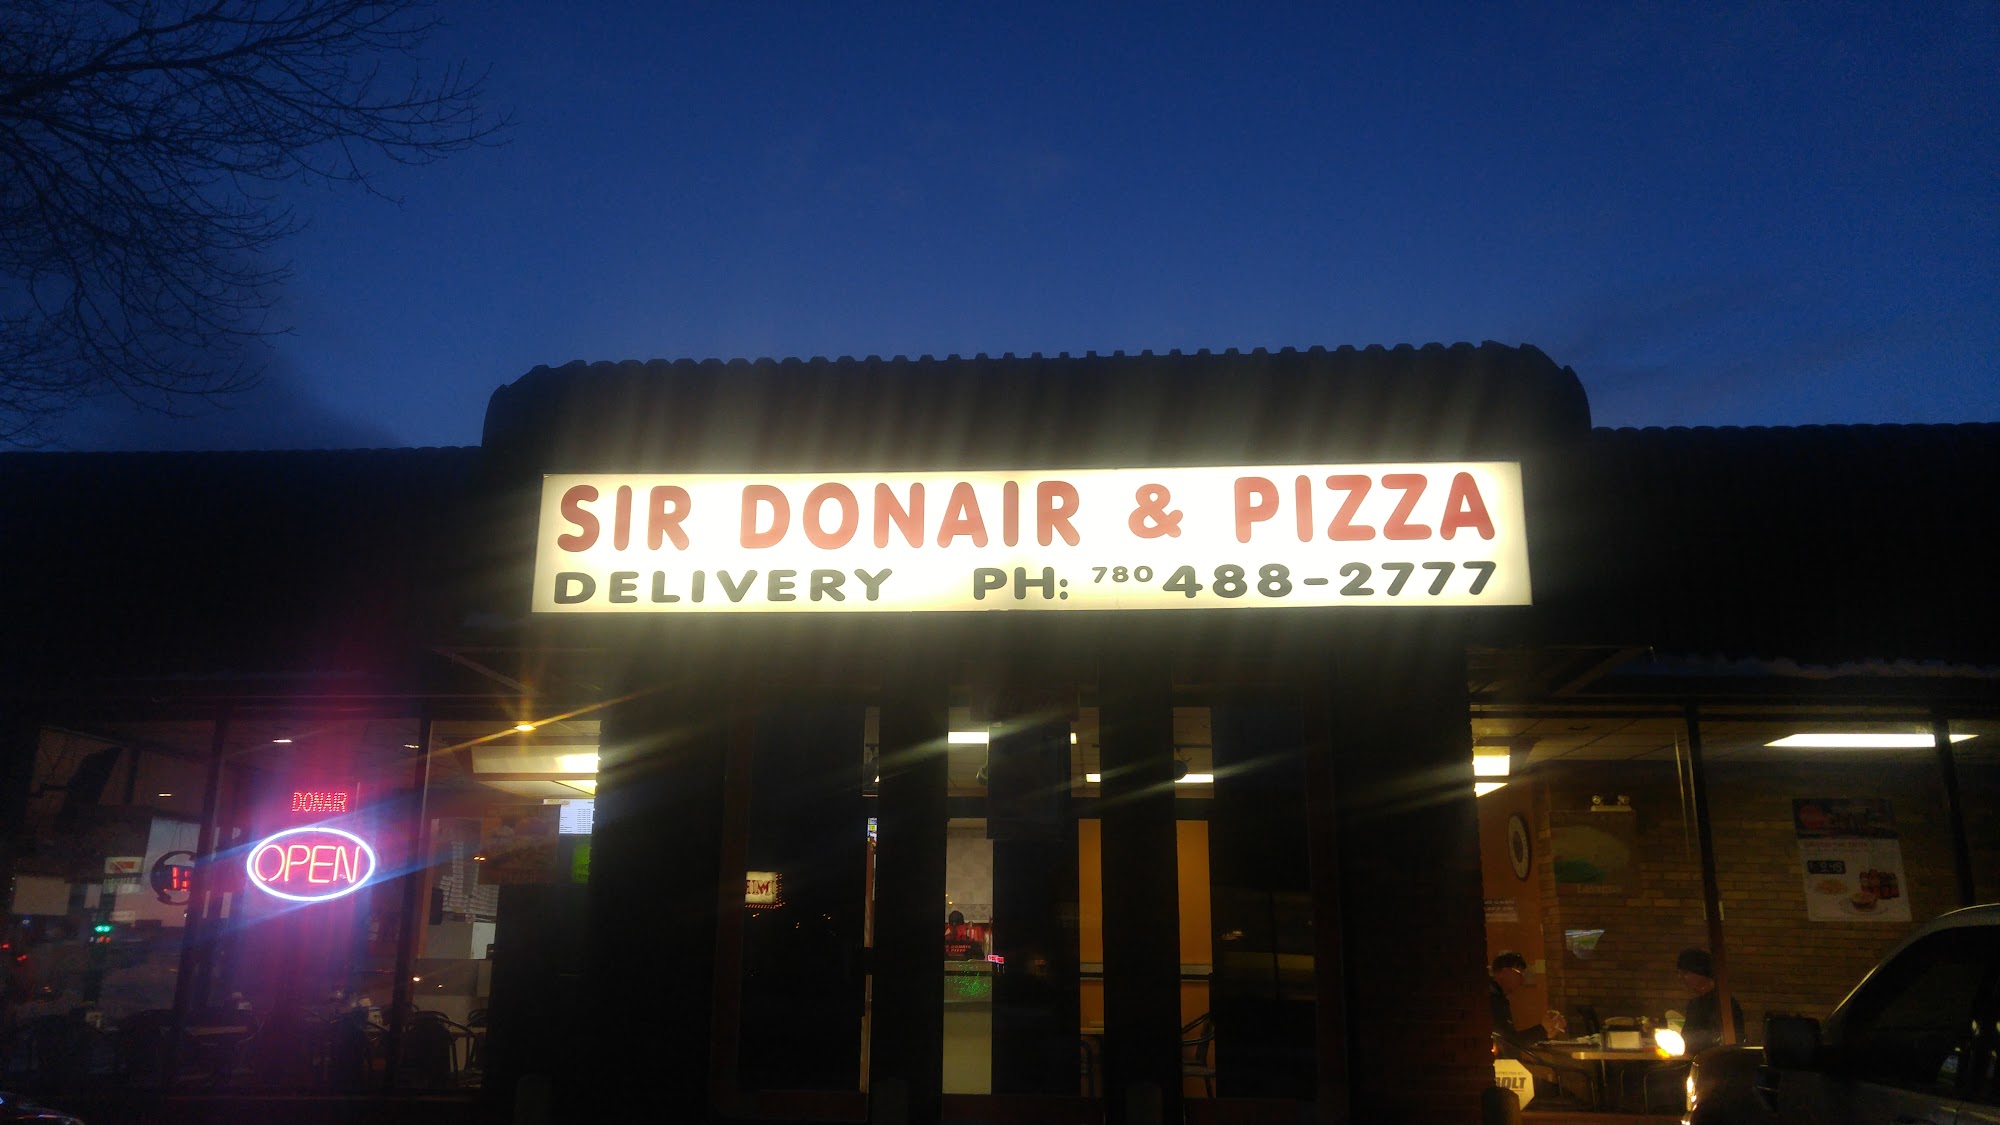 SIR DONAIR & PIZZA
DELIVERY PH: 780 488-2777
DONAIR
OPEN